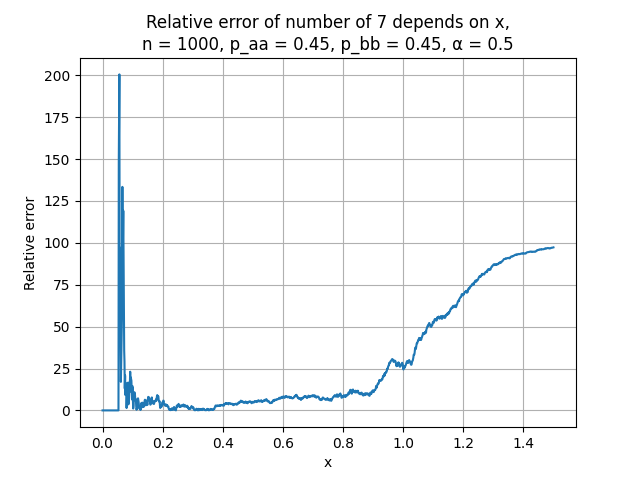 Relative error of number of 7 depends on x,
n = 1000, p_aa = 0.45, p_bb = 0.45, α = 0.5
200
175
150
125
100
75
50
25
0
Relative error
0.0 0.2 0.4 0.6 0.8 1.0 1.2 1.4
x